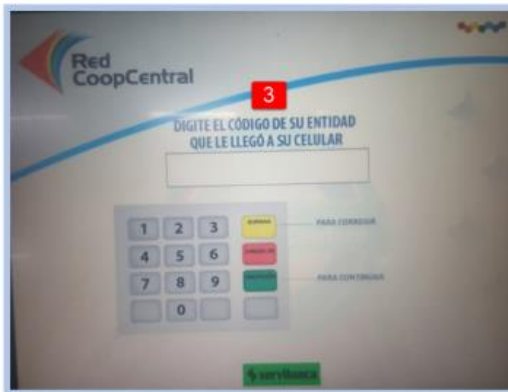 Red
CoopCentral
3
DIGITE EL CÓDIGO DE SU ENTIDAD
QUE LE LLEGÓ A SU CELULAR
1 2 3
PARA CORREGIR
4 5 6
7 8 9
PARA CONTINUAR
0
servibanca